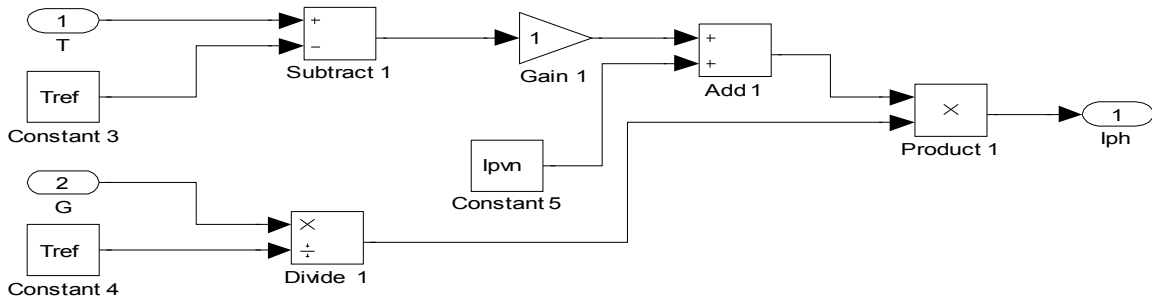 1
T
+
−
Subtract 1
Tref
Constant 3
1
Gain 1
+
+
Add 1
Ipvn
Constant 5
2
G
Tref
Constant 4
×
÷
Divide 1
×
Product 1
1
Iph